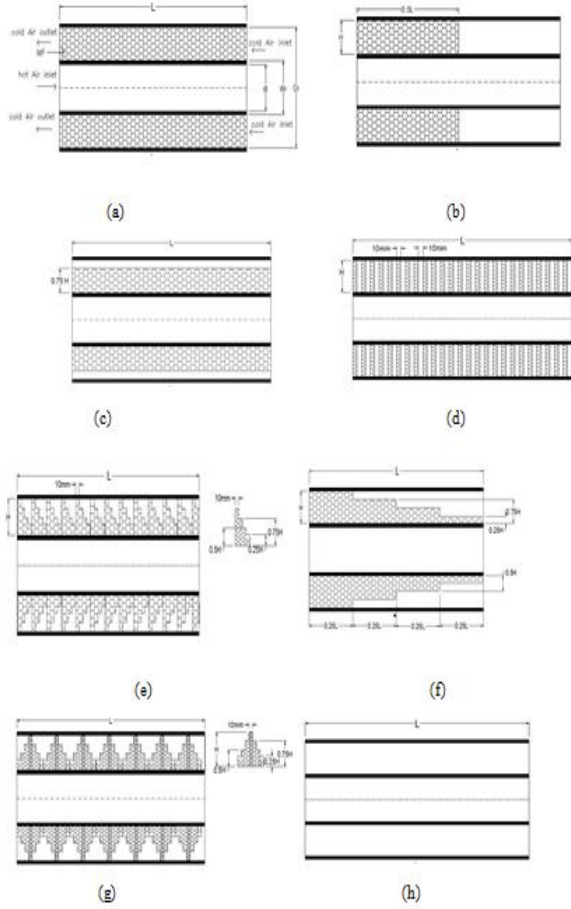 L
cold Air outlet
cold Air inlet
MF
hot Air inlet
cold Air outlet
cold Air inlet
0.5L
H
(a)
(b)
L
0.75 H
L
10mm
10mm
H
(c)
(d)
L
10mm
H
10mm
0.5H
0.75H
0.25H
L
H
0.75H
0.25H
0.5H
0.25L
0.25L
0.25L
0.25L
(e)
(f)
L
10mm
H
0.5H
0.75H
0.25H
L
(g)
(h)